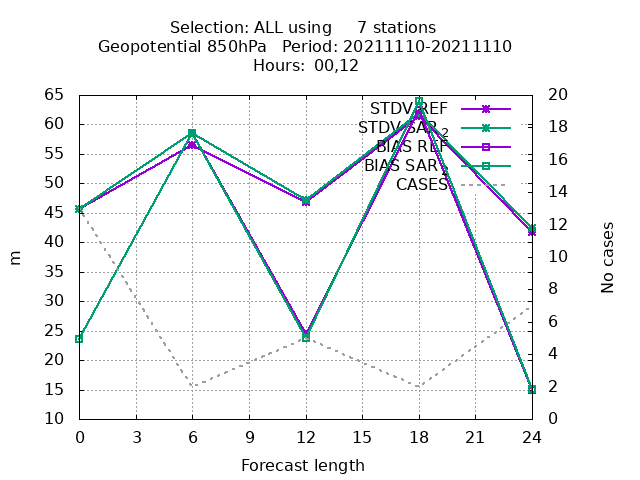 Selection: ALL using 7 stations
Geopotential 850hPa Period: 20211110-20211110
Hours: 00,12
65
60
55
50
45
40
35
30
25
20
15
10
m
20
18
16
14
12
10
8
6
4
2
0
No cases
STDV REF
STDV SAR_2
BIAS REF
BIAS SAR_2
CASES
0 3 6 9 12 15 18 21 24
Forecast length